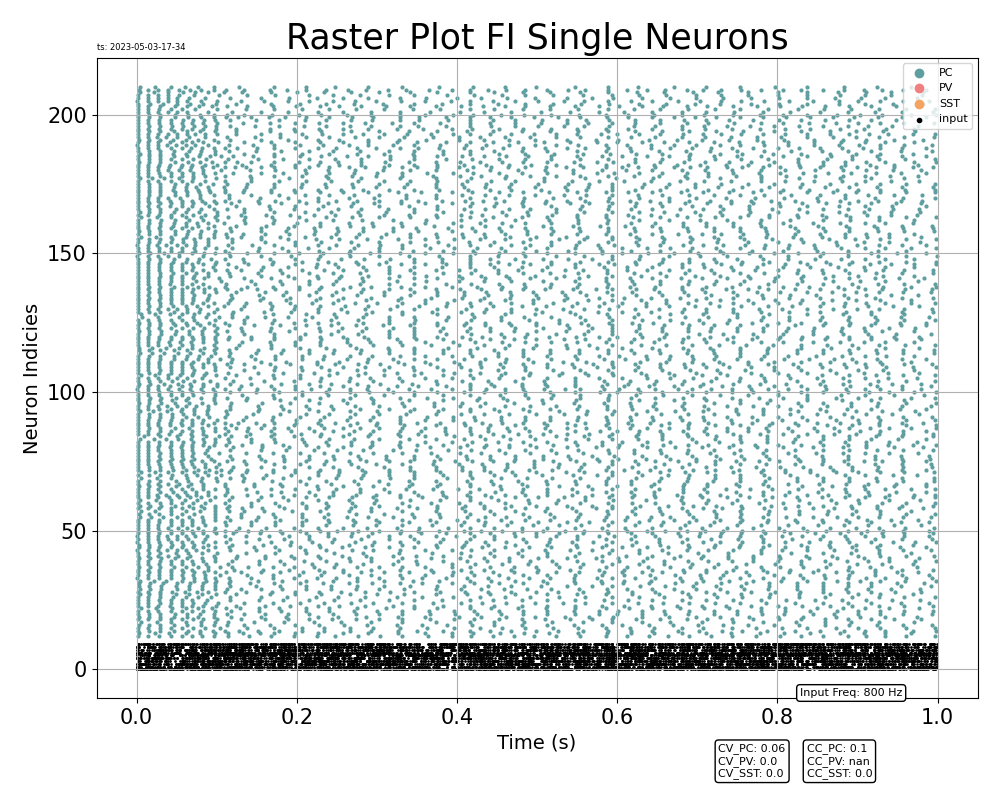 Raster Plot FI Single Neurons
ts: 2023-05-03-17-34
PC
PV
SST
input
200
150
100
50
0
Neuron Indicies
Input Freq: 800 Hz
0.0 0.2 0.4 0.6 0.8 1.0
Time (s)
CV_PC: 0.06
CV_PV: 0.0
CV_SST: 0.0
CC_PC: 0.1
CC_PV: nan
CC_SST: 0.0